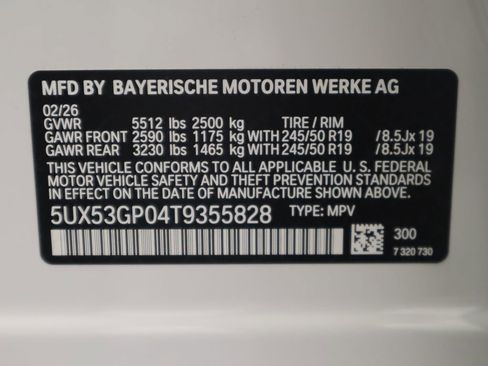 MFD BY BAYERISCHE MOTOREN WERKE AG
02/26
GVWR 5512 lbs 2500 kg TIRE / RIM
GAWR FRONT 2590 lbs 1175 kg WITH 245/50 R19 /8.5Jx 19
GAWR REAR 3230 lbs 1465 kg WITH 245/50 R19 /8.5Jx 19
THIS VEHICLE CONFORMS TO ALL APPLICABLE U.S. FEDERAL
MOTOR VEHICLE SAFETY AND THEFT PREVENTION STANDARDS
IN EFFECT ON THE DATE OF MANUFACTURE SHOWN ABOVE.
5UX53GP04T9355828 TYPE: MPV
300
7 320 730